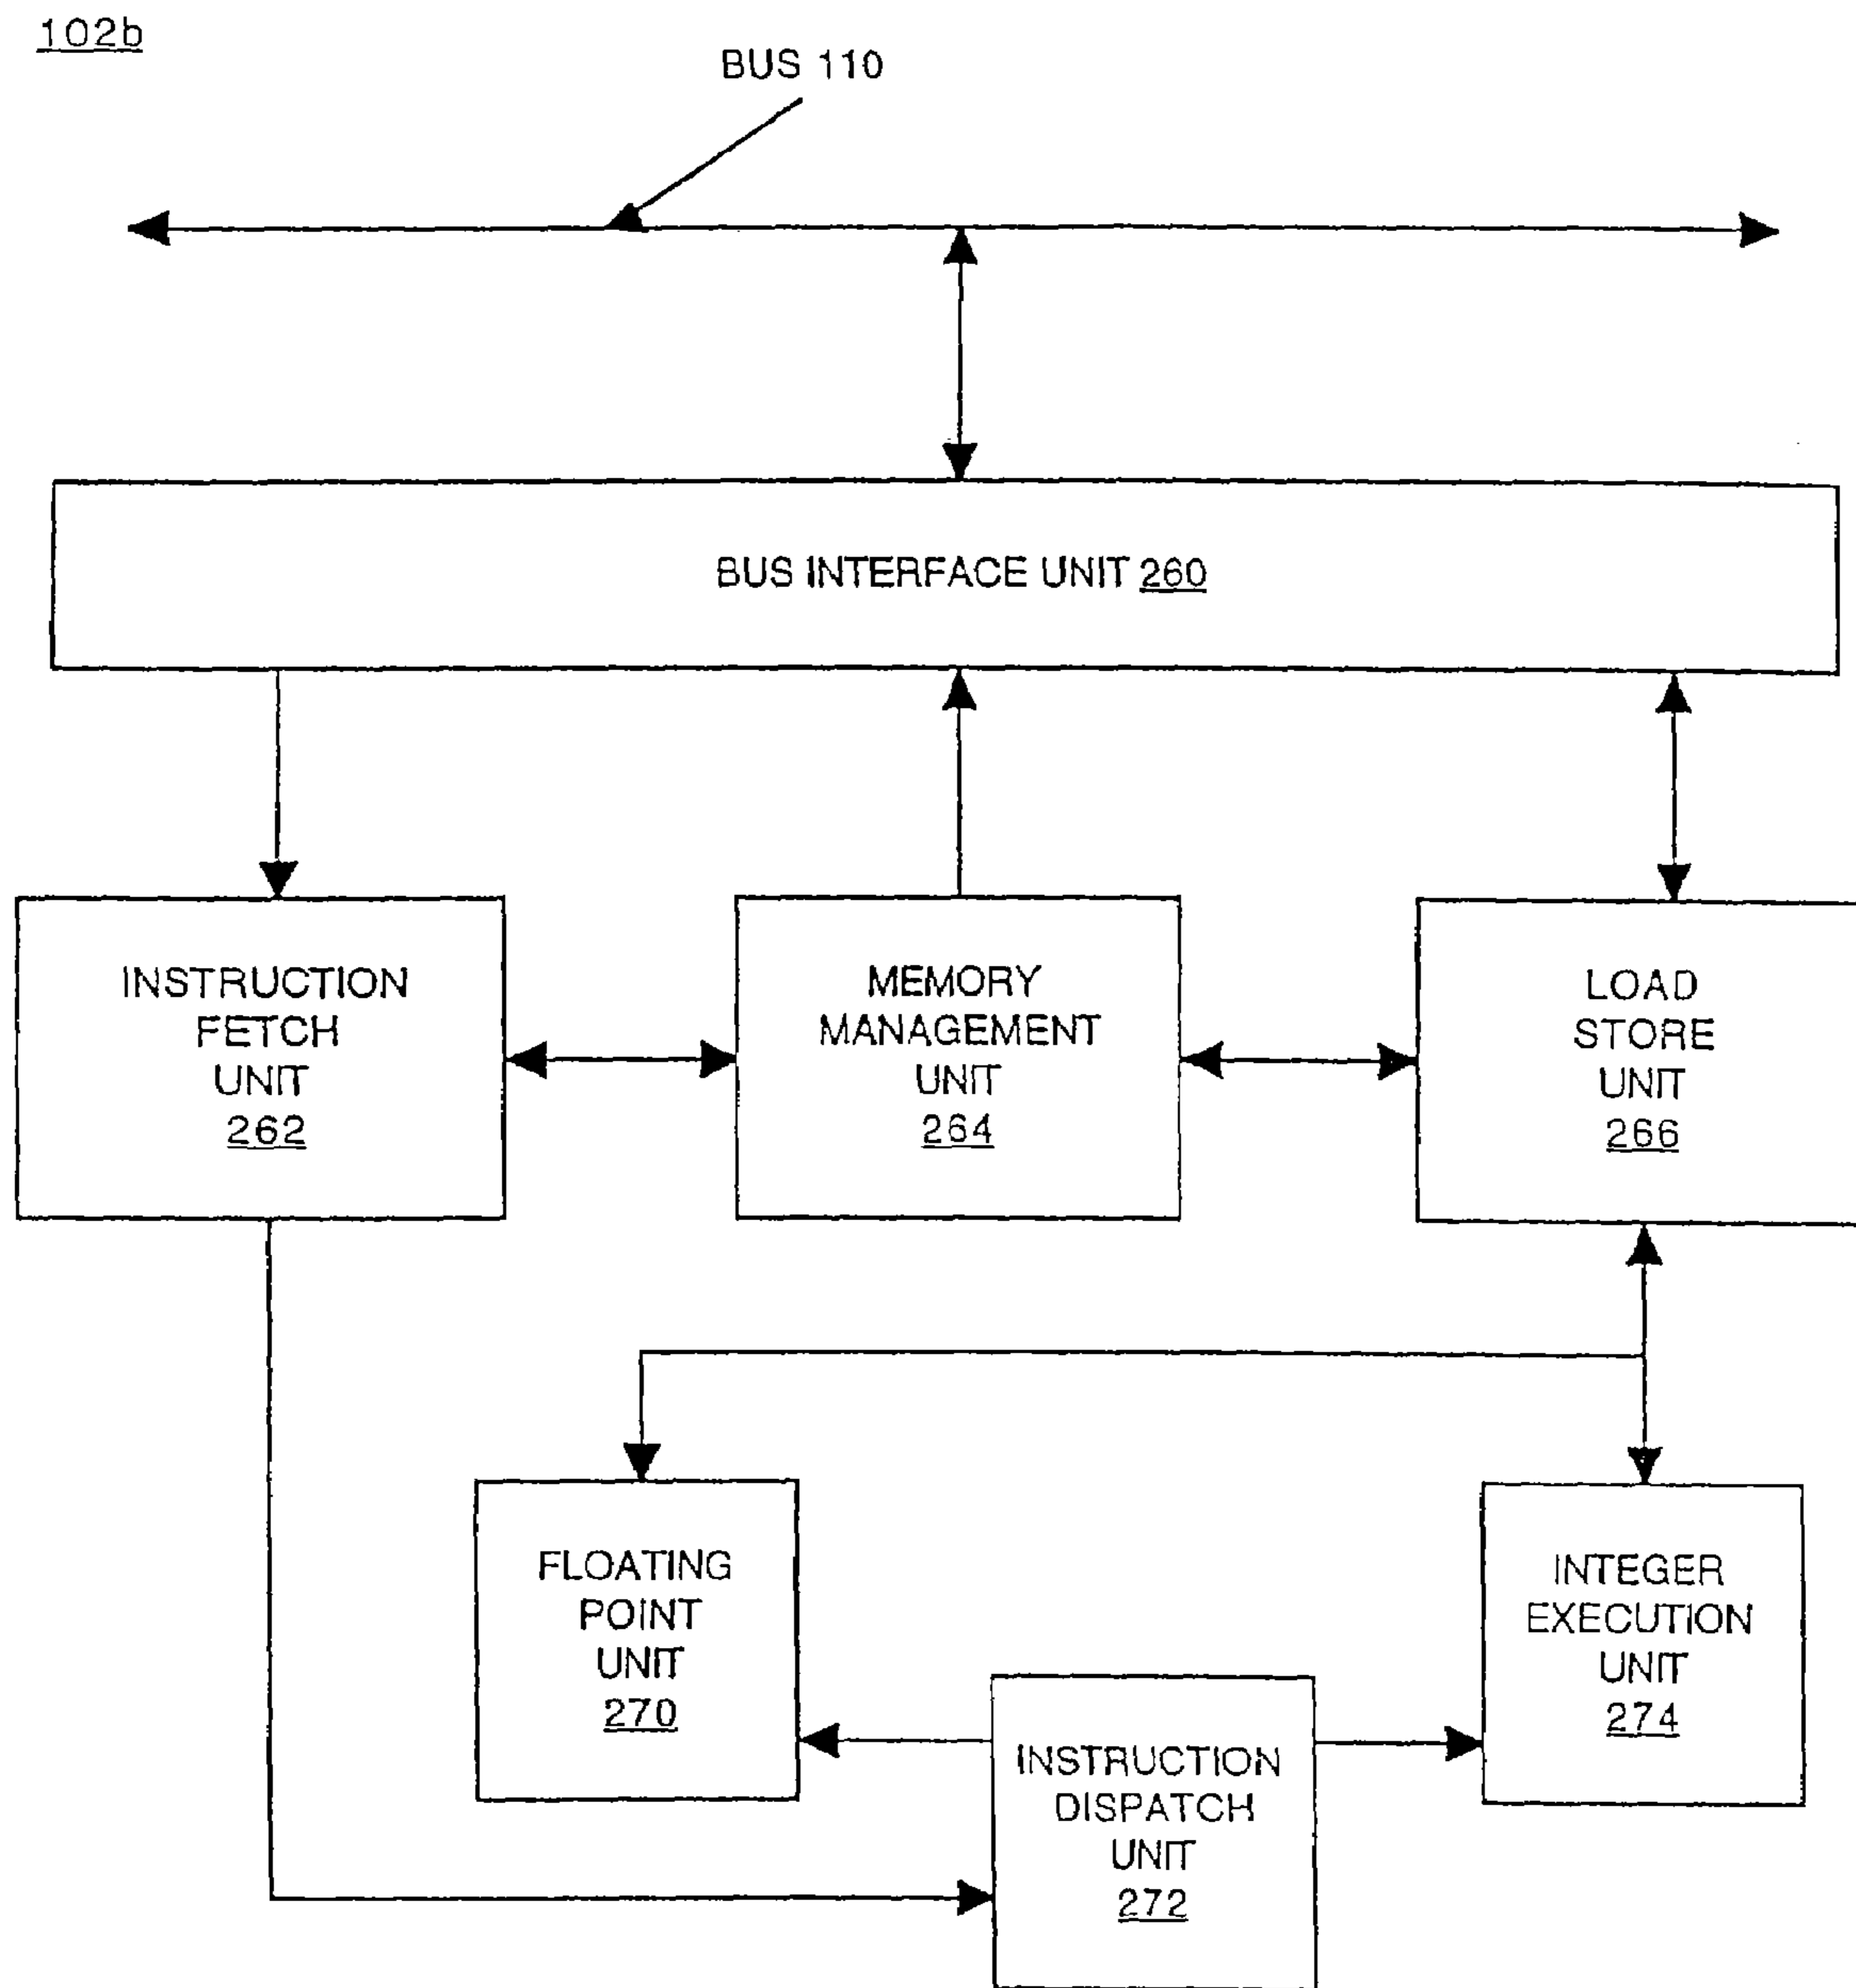 102b
BUS 110
BUS INTERFACE UNIT 260
INSTRUCTION
FETCH
UNIT
262
MEMORY
MANAGEMENT
UNIT
264
LOAD
STORE
UNIT
266
FLOATING
POINT
UNIT
270
INSTRUCTION
DISPATCH
UNIT
272
INTEGER
EXECUTION
UNIT
274